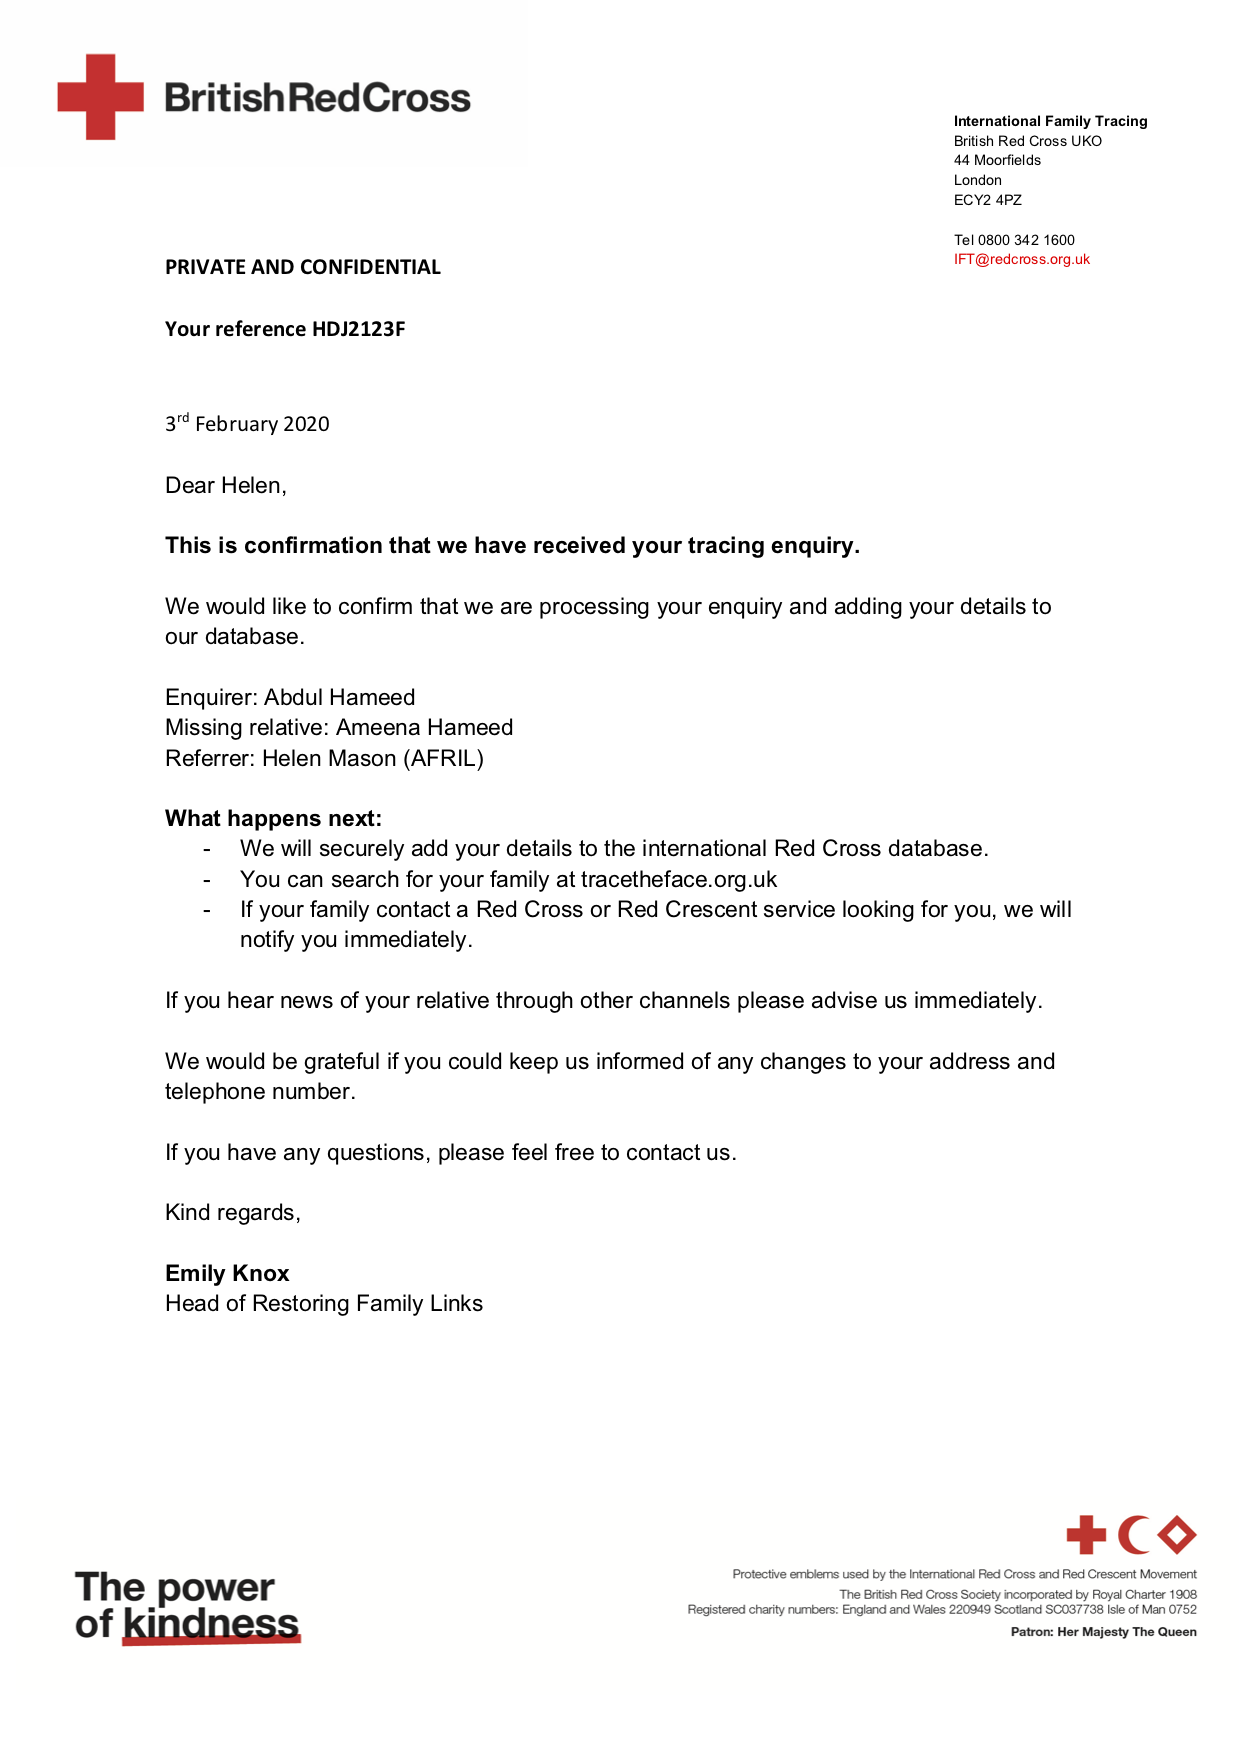 BritishRedCross
International Family Tracing
British Red Cross UKO
44 Moorfields
London
ECY2 4PZ
Tel 0800 342 1600
IFT@redcross.org.uk
PRIVATE AND CONFIDENTIAL
Your reference HDJ2123F
3rd February 2020
Dear Helen,
This is confirmation that we have received your tracing enquiry.
We would like to confirm that we are processing your enquiry and adding your details to
our database.
Enquirer: Abdul Hameed
Missing relative: Ameena Hameed
Referrer: Helen Mason (AFRIL)
What happens next:
- We will securely add your details to the international Red Cross database.
- You can search for your family at tracetheface.org.uk
- If your family contact a Red Cross or Red Crescent service looking for you, we will
notify you immediately.
If you hear news of your relative through other channels please advise us immediately.
We would be grateful if you could keep us informed of any changes to your address and
telephone number.
If you have any questions, please feel free to contact us.
Kind regards,
Emily Knox
Head of Restoring Family Links
The power
of kindness
Protective emblems used by the International Red Cross and Red Crescent Movement
The British Red Cross Society incorporated by Royal Charter 1908
Registered charity numbers: England and Wales 220949 Scotland SC037738 Isle of Man 0752
Patron: Her Majesty The Queen